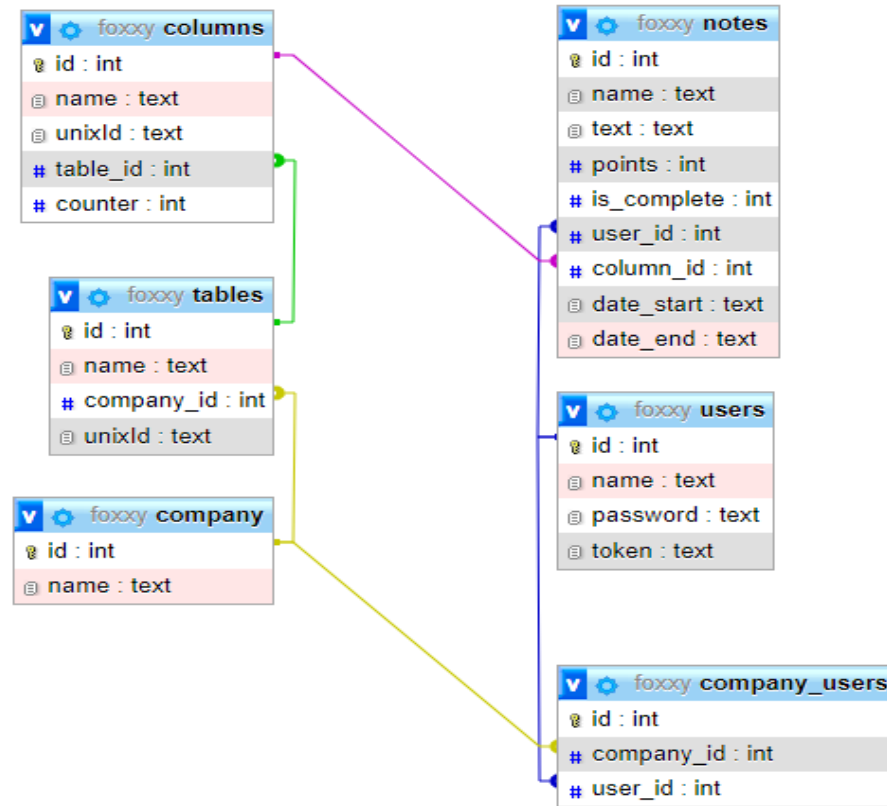 foxxy columns
id : int
name : text
unixId : text
# table_id : int
# counter : int
foxxy tables
id : int
name : text
# company_id : int
unixId : text
foxxy company
id : int
name : text
foxxy notes
id : int
name : text
text : text
# points : int
# is_complete : int
# user_id : int
# column_id : int
date_start : text
date_end : text
foxxy users
id : int
name : text
password : text
token : text
foxxy company_users
id : int
# company_id : int
# user_id : int